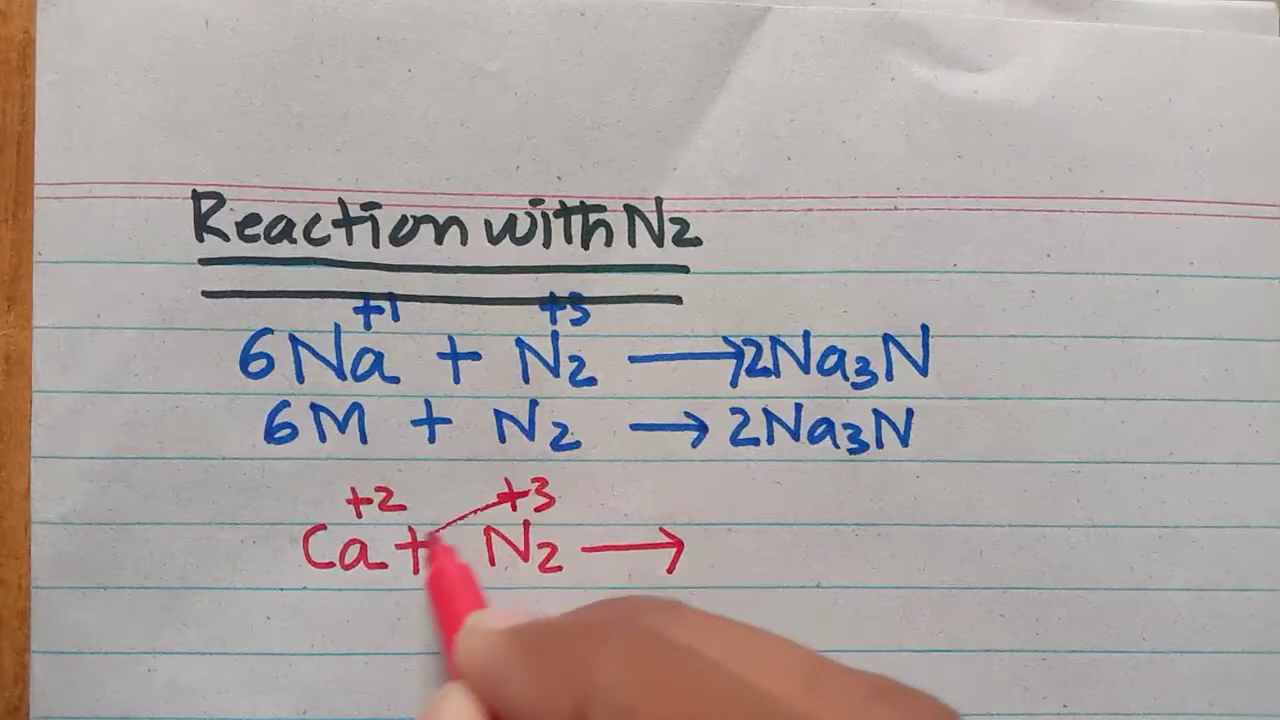 Reaction with N2
+1 +3
6Na + N2 → 2Na3N
6M + N2 → 2Na3N
+2 +3
Ca + N2 →